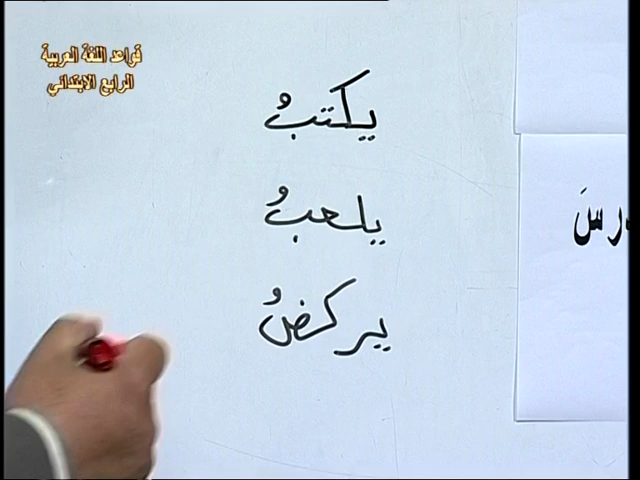 قواعد اللغة العربية
الرابع الابتدائي
يكتبُ
يلعبُ
يركضُ